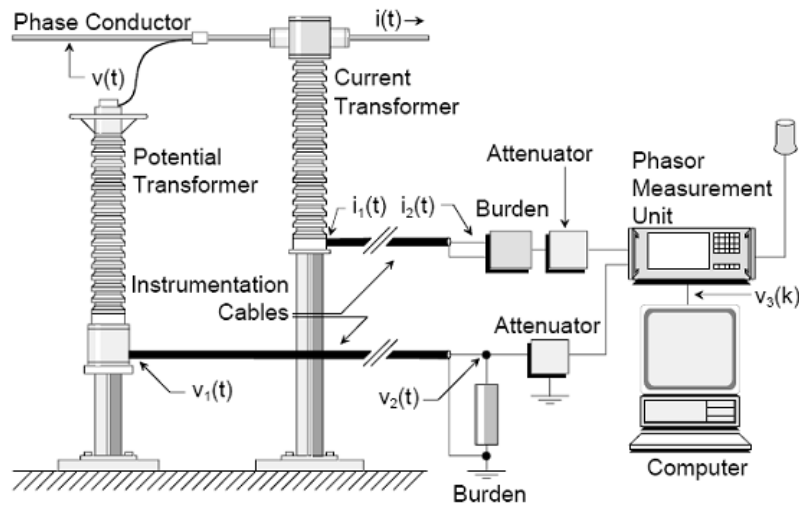 Phase Conductor
i(t)
v(t)
Current
Transformer
Potential
Transformer
Attenuator
Phasor
Measurement
Unit
i₁(t)
i₂(t)
Burden
Instrumentation
Cables
v₃(k)
Attenuator
v₁(t)
v₂(t)
Computer
Burden